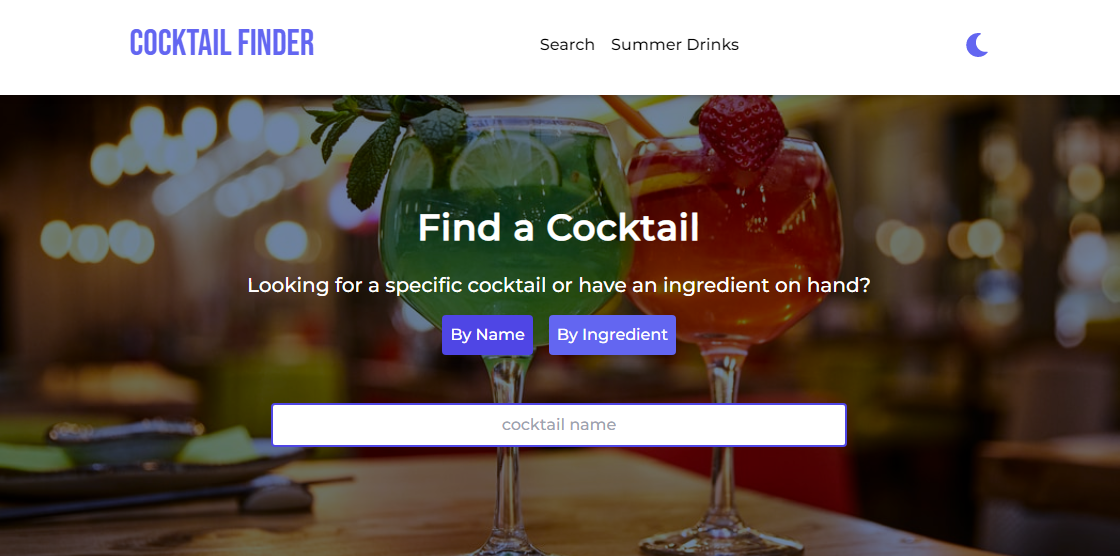 COCKTAIL FINDER
Search Summer Drinks
Find a Cocktail
Looking for a specific cocktail or have an ingredient on hand?
By Name By Ingredient
cocktail name